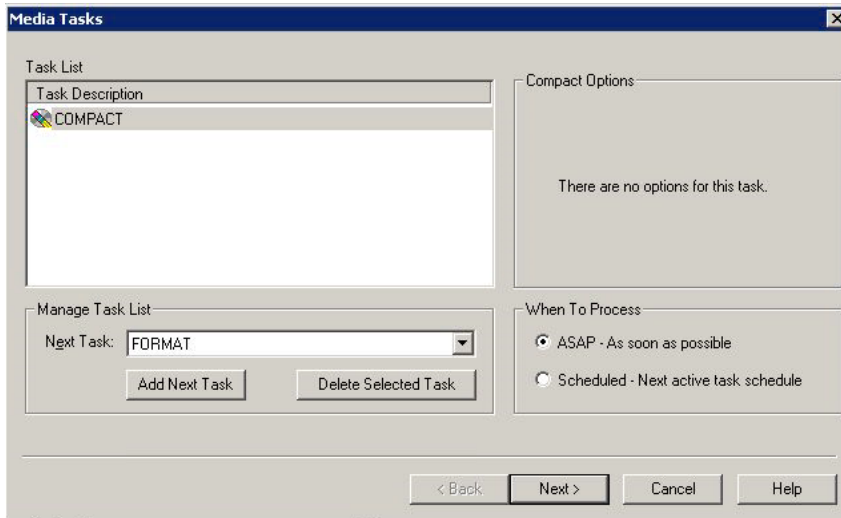 Media Tasks
Task List
Task Description
COMPACT
Compact Options
There are no options for this task.
Manage Task List
Next Task: FORMAT
Add Next Task Delete Selected Task
When To Process
ASAP - As soon as possible
Scheduled - Next active task schedule
< Back Next > Cancel Help